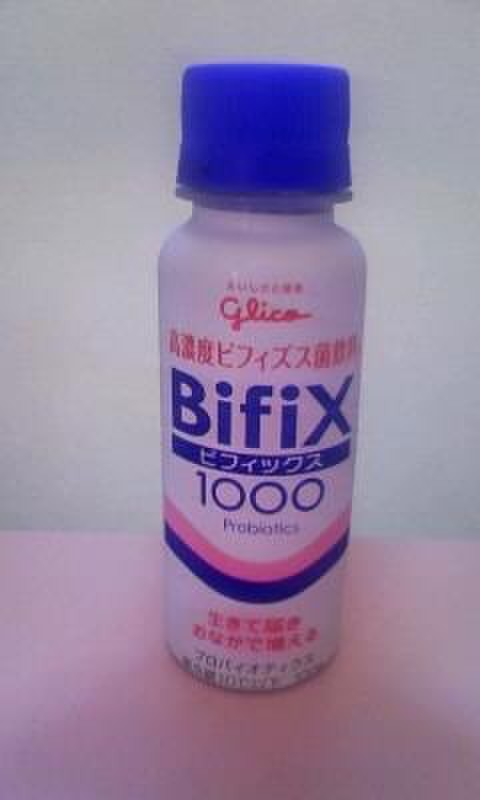 おいしさと健康
glico
高濃度ビフィズス菌飲料
BifiX
ビフィックス
1000
Probiotics
生きて届き
おなかで増える
プロバイオティクス